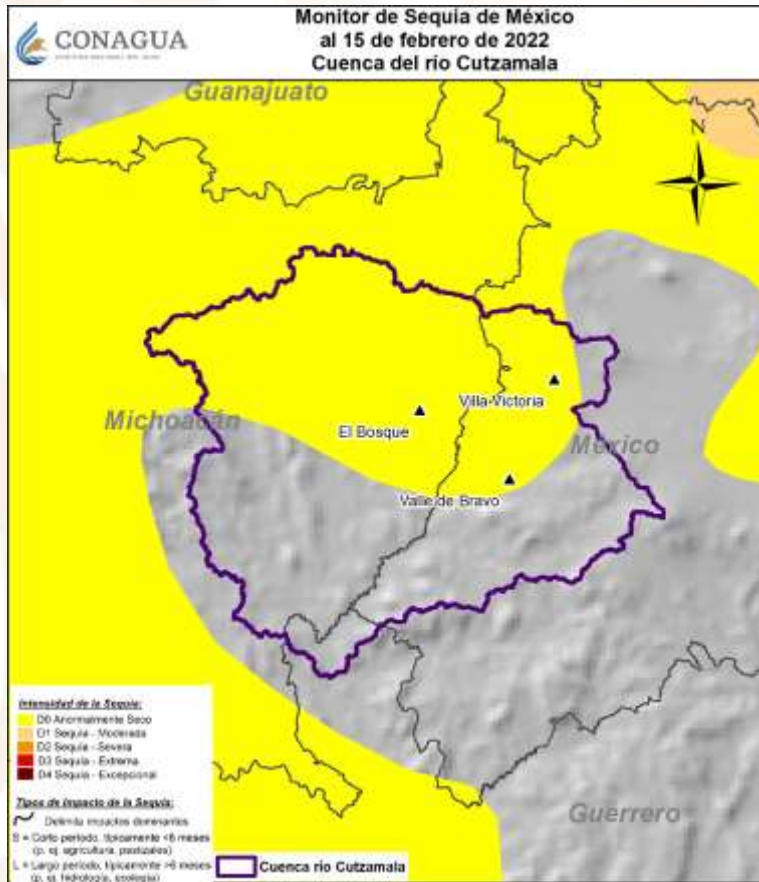 CONAGUA
Monitor de Sequía de México
al 15 de febrero de 2022
Cuenca del río Cutzamala
Guanajuato
N
Villa Victoria
Michoacán
El Bosque
México
Valle de Bravo
Guerrero
Intensidad de la Sequía:
D0 Anormalmente Seco
D1 Sequía - Moderada
D2 Sequía - Severa
D3 Sequía - Extrema
D4 Sequía - Excepcional
Tipos de Impacto de la Sequía:
Delimita impactos dominantes
S = Corto período, típicamente <6 meses
(p. ej. agricultura, pastizales)
L = Largo período, típicamente >6 meses
(p. ej. hidrología, ecología)
Cuenca río Cutzamala